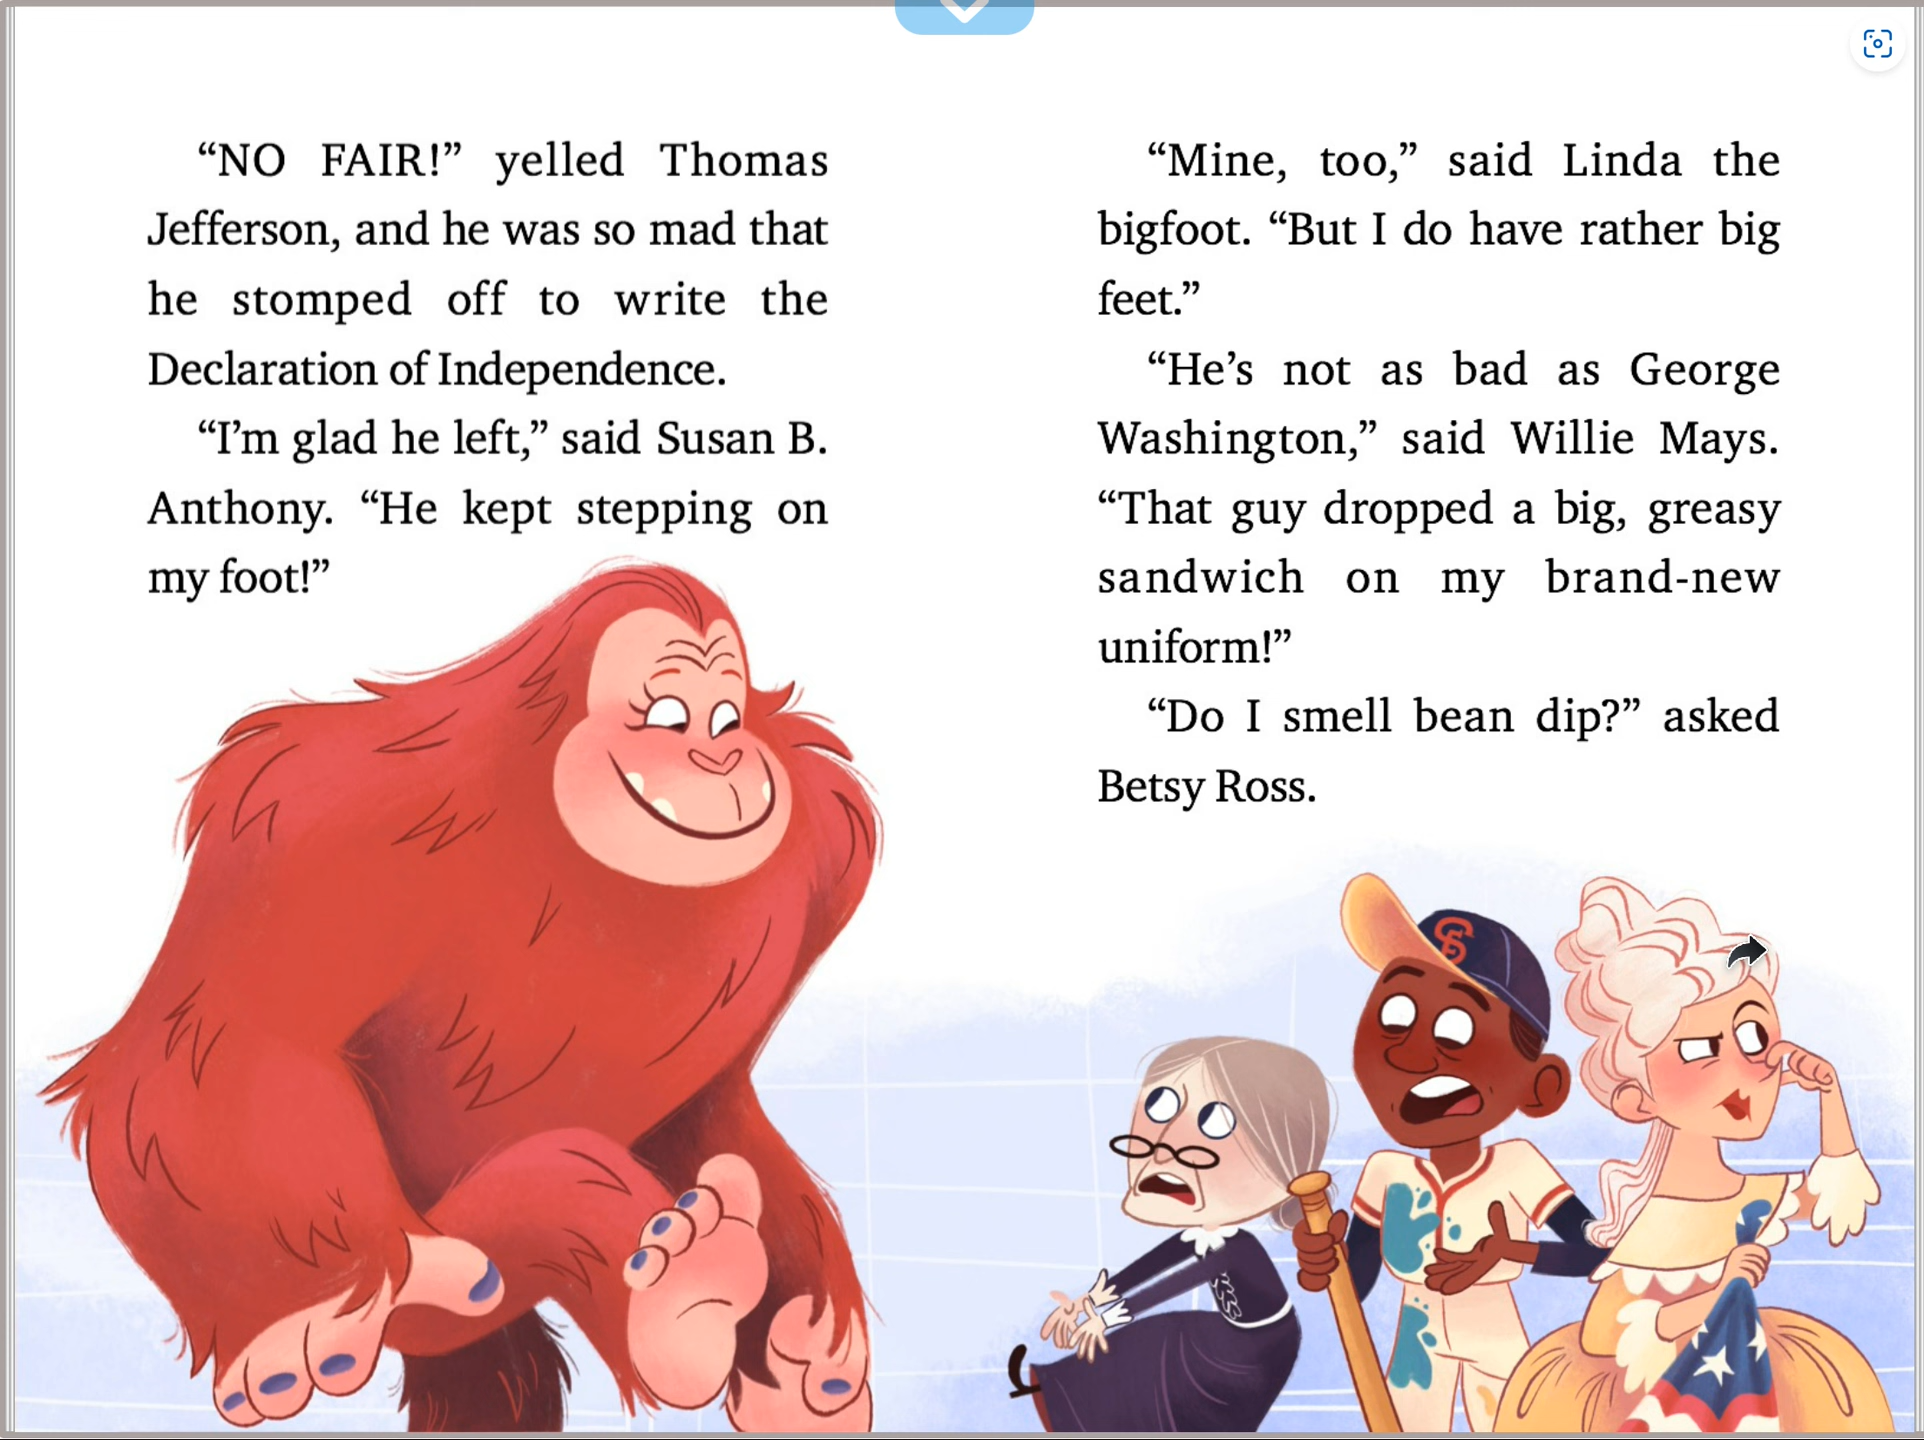 “NO FAIR!” yelled Thomas
Jefferson, and he was so mad that
he stomped off to write the
Declaration of Independence.
“I’m glad he left,” said Susan B.
Anthony. “He kept stepping on
my foot!”
“Mine, too,” said Linda the
bigfoot. “But I do have rather big
feet.”
“He’s not as bad as George
Washington,” said Willie Mays.
“That guy dropped a big, greasy
sandwich on my brand-new
uniform!”
“Do I smell bean dip?” asked
Betsy Ross.
SF